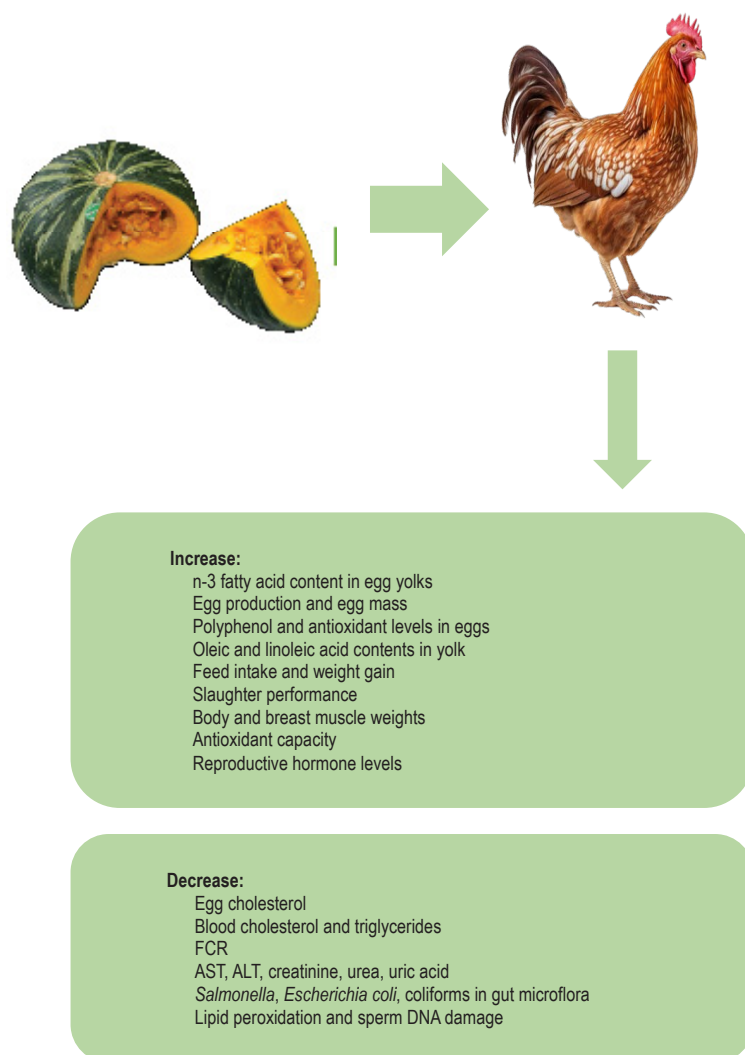 Increase:
n-3 fatty acid content in egg yolks
Egg production and egg mass
Polyphenol and antioxidant levels in eggs
Oleic and linoleic acid contents in yolk
Feed intake and weight gain
Slaughter performance
Body and breast muscle weights
Antioxidant capacity
Reproductive hormone levels
Decrease:
Egg cholesterol
Blood cholesterol and triglycerides
FCR
AST, ALT, creatinine, urea, uric acid
Salmonella, Escherichia coli, coliforms in gut microflora
Lipid peroxidation and sperm DNA damage